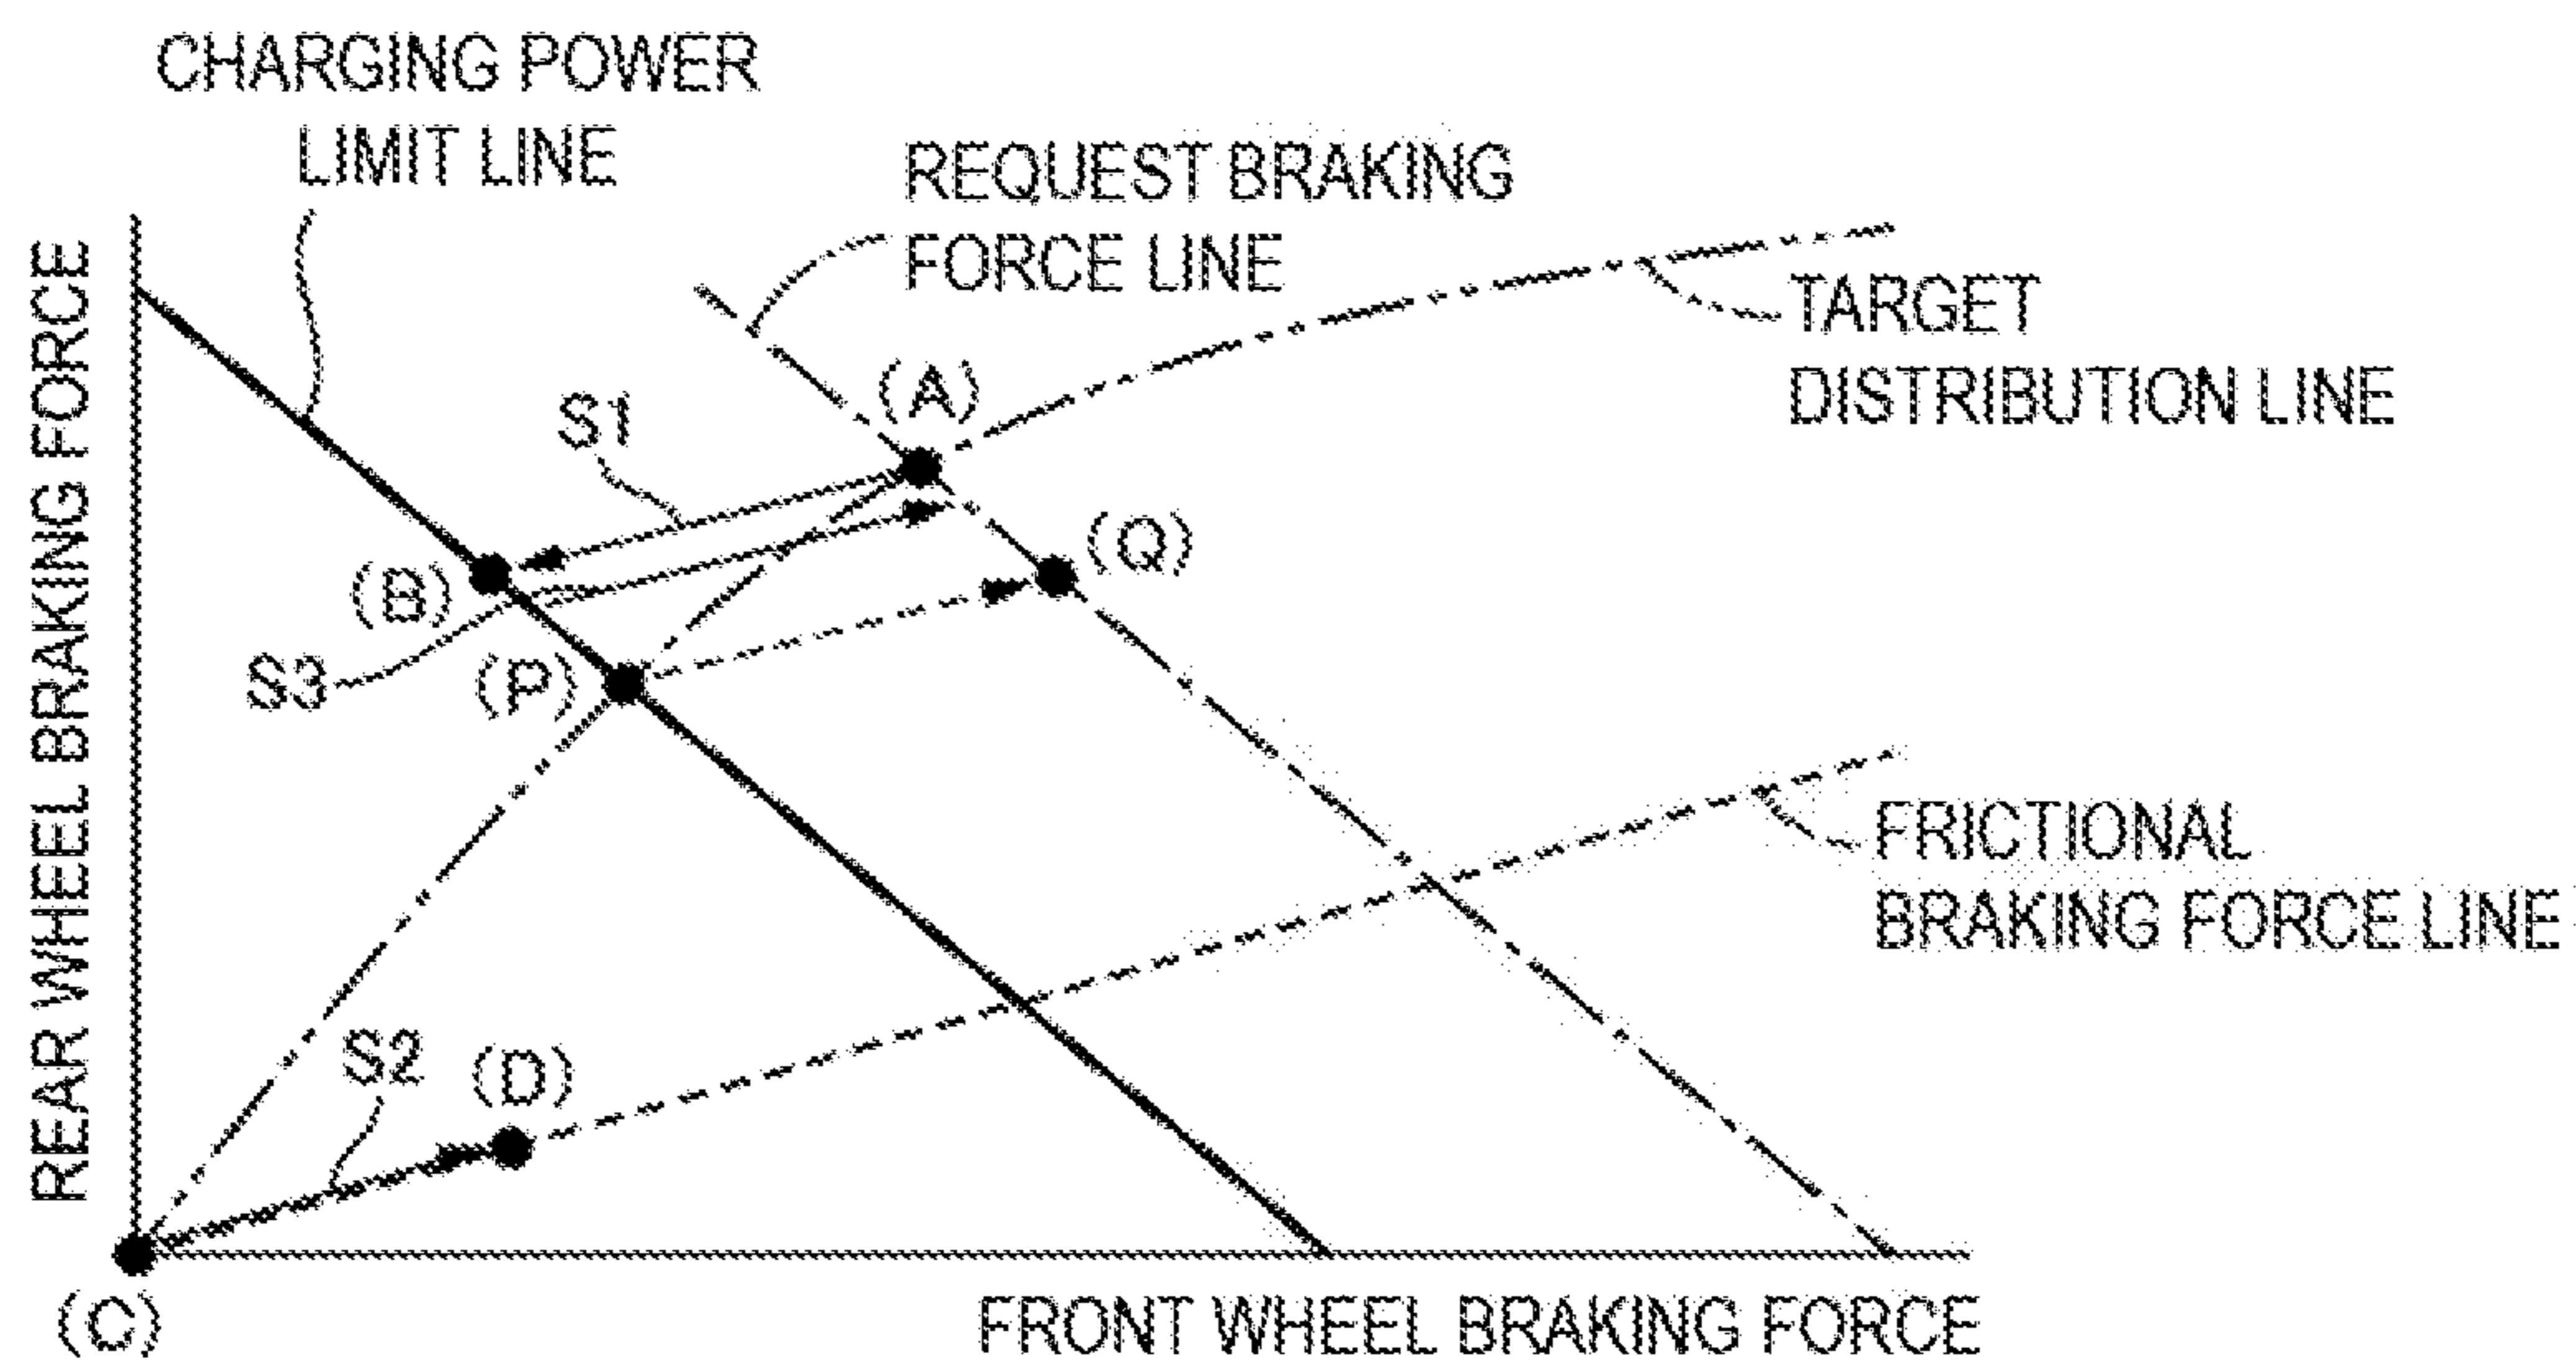 CHARGING POWER
LIMIT LINE
REQUEST BRAKING
FORCE LINE
TARGET
DISTRIBUTION LINE
(A)
S1
(Q)
(B)
(P)
S3
FRICTIONAL
BRAKING FORCE LINE
S2
(D)
(C)
REAR WHEEL BRAKING FORCE
FRONT WHEEL BRAKING FORCE